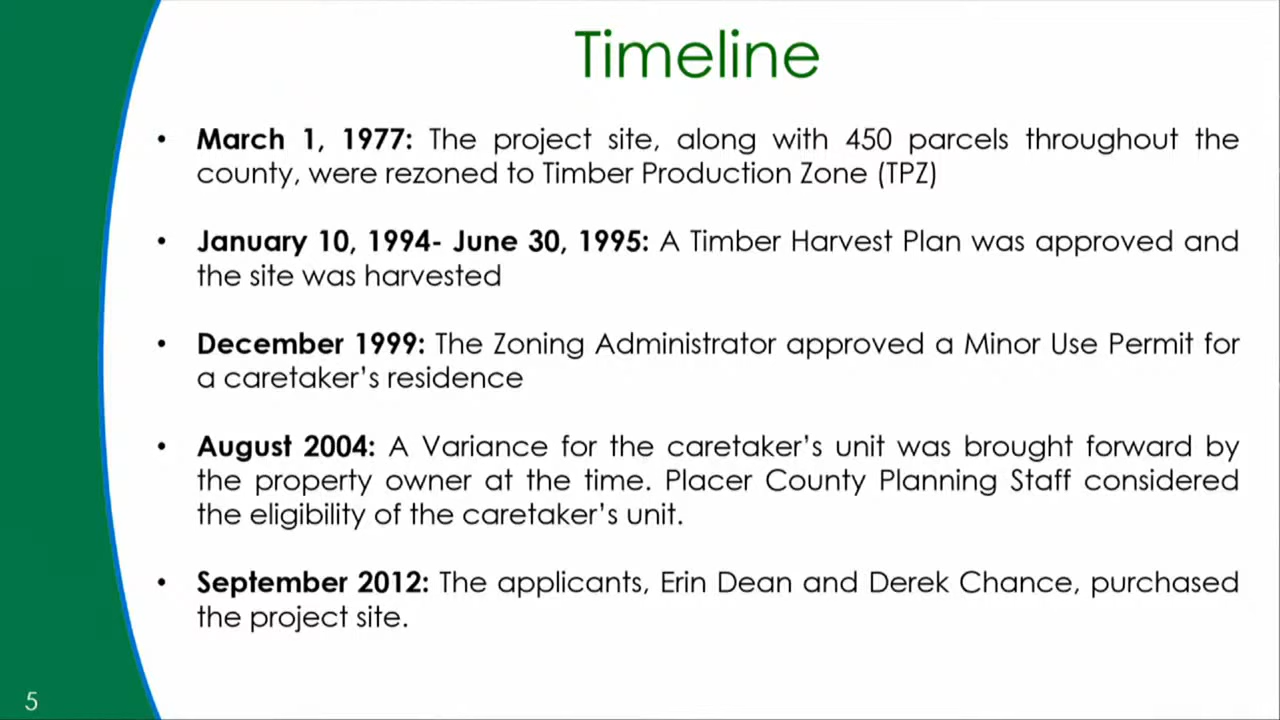 Timeline
• March 1, 1977: The project site, along with 450 parcels throughout the
county, were rezoned to Timber Production Zone (TPZ)
• January 10, 1994- June 30, 1995: A Timber Harvest Plan was approved and
the site was harvested
• December 1999: The Zoning Administrator approved a Minor Use Permit for
a caretaker's residence
• August 2004: A Variance for the caretaker's unit was brought forward by
the property owner at the time. Placer County Planning Staff considered
the eligibility of the caretaker's unit.
• September 2012: The applicants, Erin Dean and Derek Chance, purchased
the project site.
5